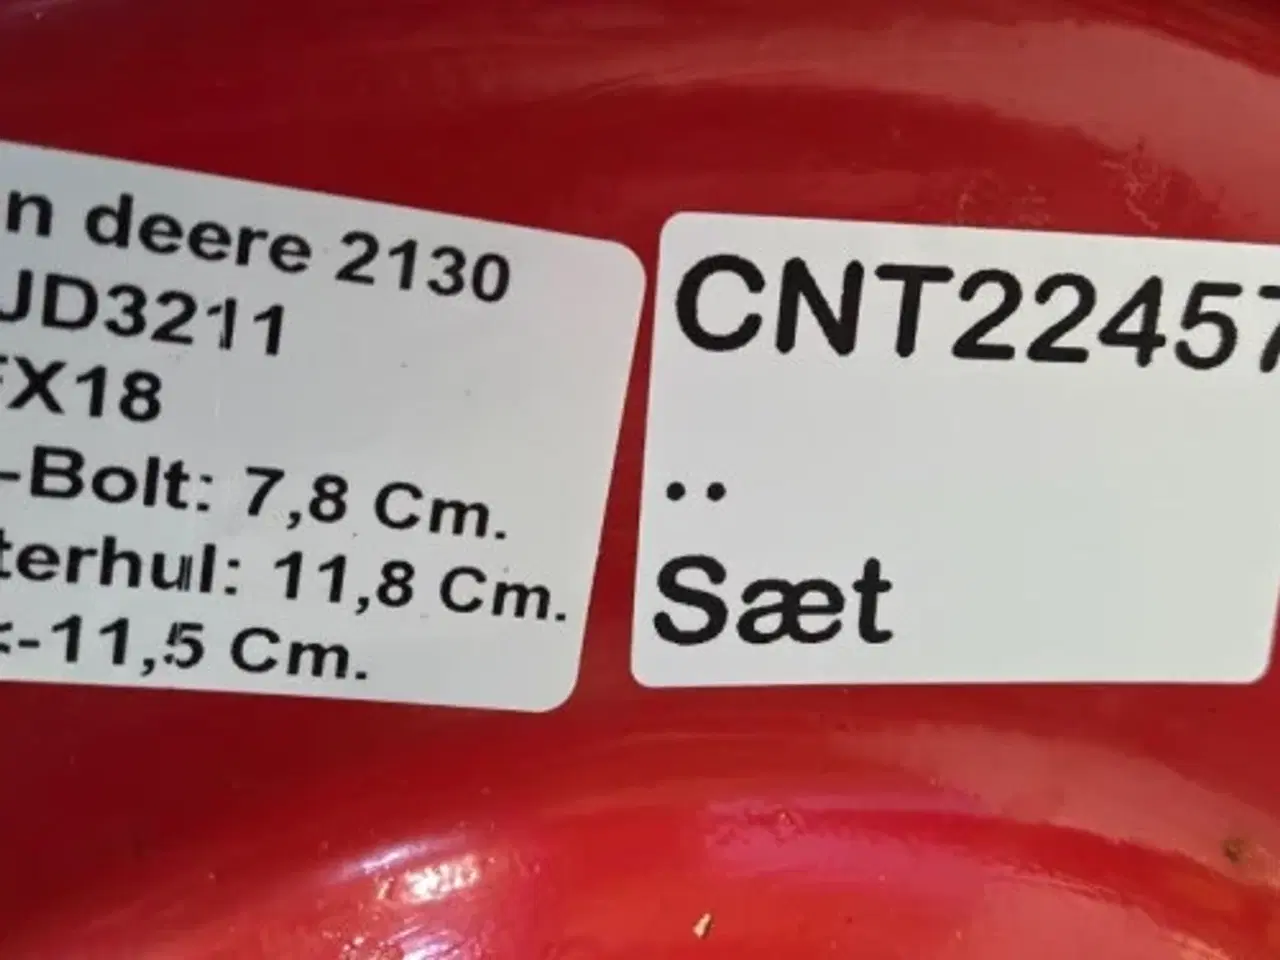 n deere 2130
JD3211
X18
-Bolt: 7,8 Cm.
terhul: 11,8 Cm.
-11,5 Cm.
CNT22457
..
Sæt